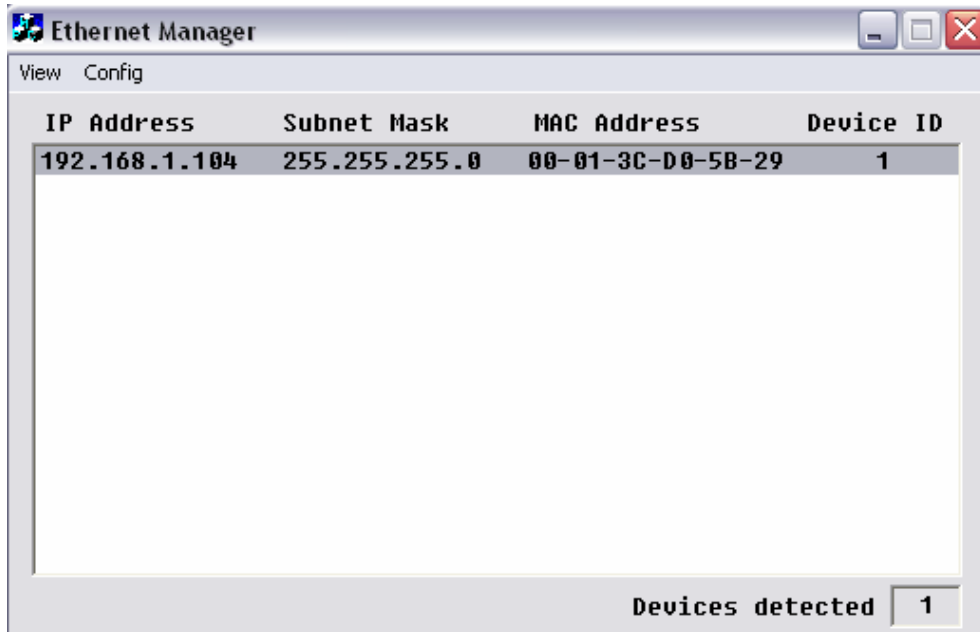 Ethernet Manager
View Config
IP Address Subnet Mask MAC Address Device ID
192.168.1.104 255.255.255.0 00-01-3C-D0-5B-29 1
Devices detected 1